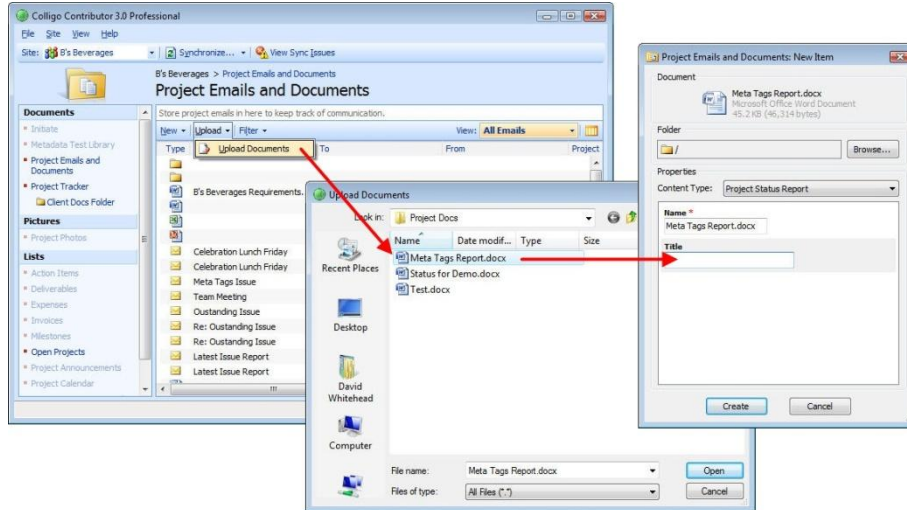 Colligo Contributor 3.0 Professional
File Site View Help
Site: B's Beverages Synchronize... View Sync Issues
B's Beverages > Project Emails and Documents
Project Emails and Documents
Store project emails in here to keep track of communication.
New Upload Filter View: All Emails
Upload Documents
Type To From Project
Documents
Initiate
Metadata Test Library
Project Emails and
Documents
Project Tracker
Client Docs Folder
Pictures
Project Photos
Lists
Action Items
Deliverables
Expenses
Invoices
Milestones
Open Projects
Project Announcements
Project Calendar
B's Beverages Requirements.
Celebration Lunch Friday
Celebration Lunch Friday
Meta Tags Issue
Team Meeting
Oustanding Issue
Re: Oustanding Issue
Re: Oustanding Issue
Latest Issue Report
Latest Issue Report
Upload Documents
Look in: Project Docs
Name Date modif... Type Size
Meta Tags Report.docx
Status for Demo.docx
Test.docx
Recent Places
Desktop
David
Whitehead
Computer
File name: Meta Tags Report.docx Open
Files of type: All Files (*.*) Cancel
Project Emails and Documents: New Item
Document
Meta Tags Report.docx
Microsoft Office Word Document
45.2 KB (46,314 bytes)
Folder
/ Browse...
Properties
Content Type: Project Status Report
Name *
Meta Tags Report.docx
Title
Create Cancel